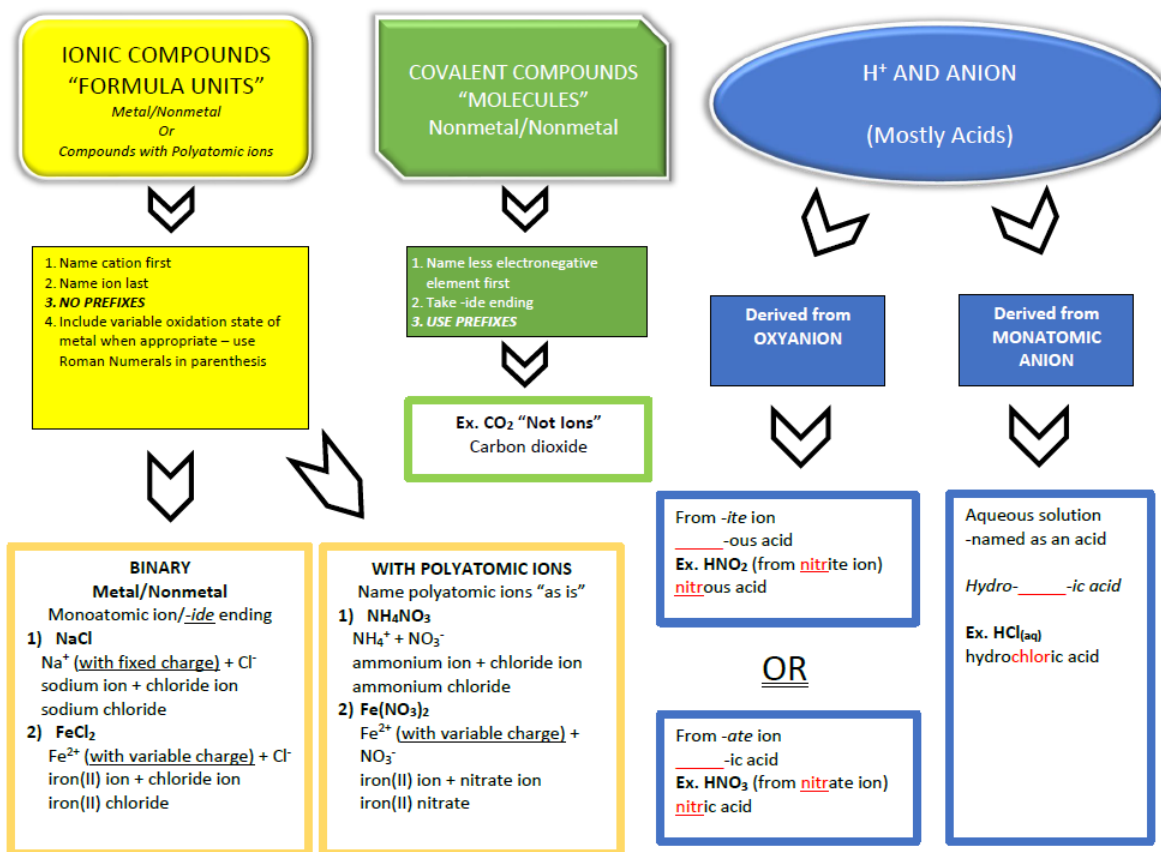 IONIC COMPOUNDS
“FORMULA UNITS”
Metal/Nonmetal
Or
Compounds with Polyatomic ions
COVALENT COMPOUNDS
“MOLECULES”
Nonmetal/Nonmetal
H⁺ AND ANION
(Mostly Acids)
1. Name cation first
2. Name ion last
3. NO PREFIXES
4. Include variable oxidation state of
metal when appropriate – use
Roman Numerals in parenthesis
1. Name less electronegative
element first
2. Take -ide ending
3. USE PREFIXES
Derived from
OXYANION
Derived from
MONATOMIC
ANION
Ex. CO₂ “Not Ions”
Carbon dioxide
BINARY
Metal/Nonmetal
Monoatomic ion/-ide ending
1) NaCl
Na⁺ (with fixed charge) + Cl⁻
sodium ion + chloride ion
sodium chloride
2) FeCl₂
Fe²⁺ (with variable charge) + Cl⁻
iron(II) ion + chloride ion
iron(II) chloride
WITH POLYATOMIC IONS
Name polyatomic ions “as is”
1) NH₄NO₃
NH₄⁺ + NO₃⁻
ammonium ion + chloride ion
ammonium chloride
2) Fe(NO₃)₂
Fe²⁺ (with variable charge) +
NO₃⁻
iron(II) ion + nitrate ion
iron(II) nitrate
From -ite ion
_____-ous acid
Ex. HNO₂ (from nitrite ion)
nitrous acid
OR
From -ate ion
_____-ic acid
Ex. HNO₃ (from nitrate ion)
nitric acid
Aqueous solution
-named as an acid
Hydro-_____-ic acid
Ex. HCl(aq)
hydrochloric acid